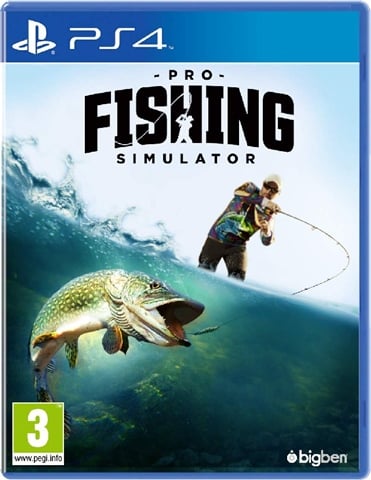 PS4
- PRO -
FISHING
SIMULATOR
3
www.pegi.info
bigben